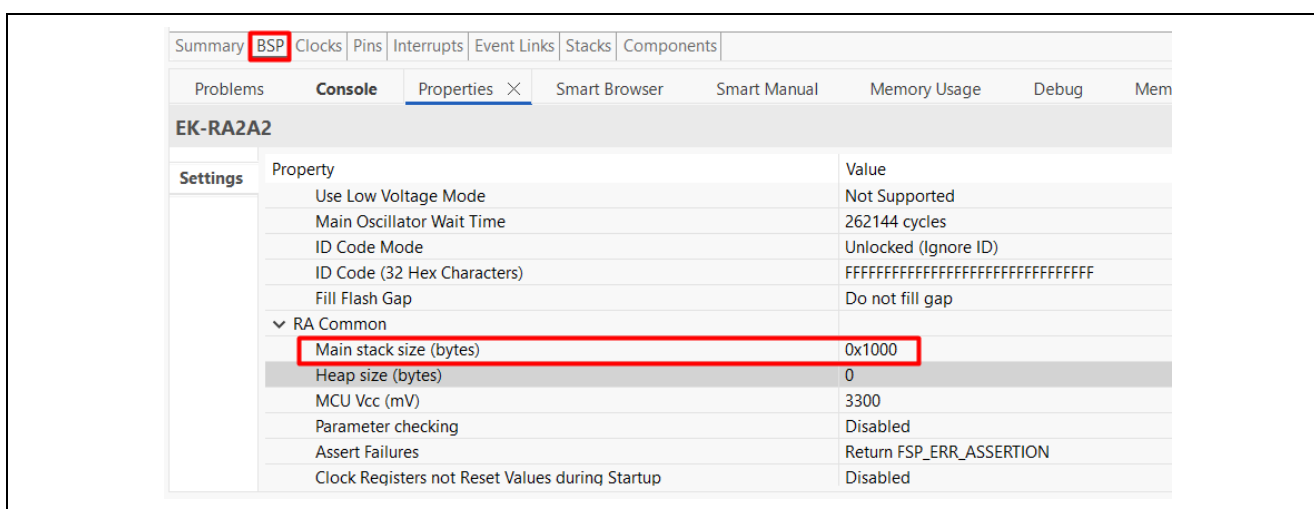 Summary BSP Clocks Pins Interrupts Event Links Stacks Components
Problems Console Properties Smart Browser Smart Manual Memory Usage Debug Mem
EK-RA2A2
Settings
Property Value
Use Low Voltage Mode Not Supported
Main Oscillator Wait Time 262144 cycles
ID Code Mode Unlocked (Ignore ID)
ID Code (32 Hex Characters) FFFFFFFFFFFFFFFFFFFFFFFFFFFFFFFF
Fill Flash Gap Do not fill gap
RA Common
Main stack size (bytes) 0x1000
Heap size (bytes) 0
MCU Vcc (mV) 3300
Parameter checking Disabled
Assert Failures Return FSP_ERR_ASSERTION
Clock Registers not Reset Values during Startup Disabled